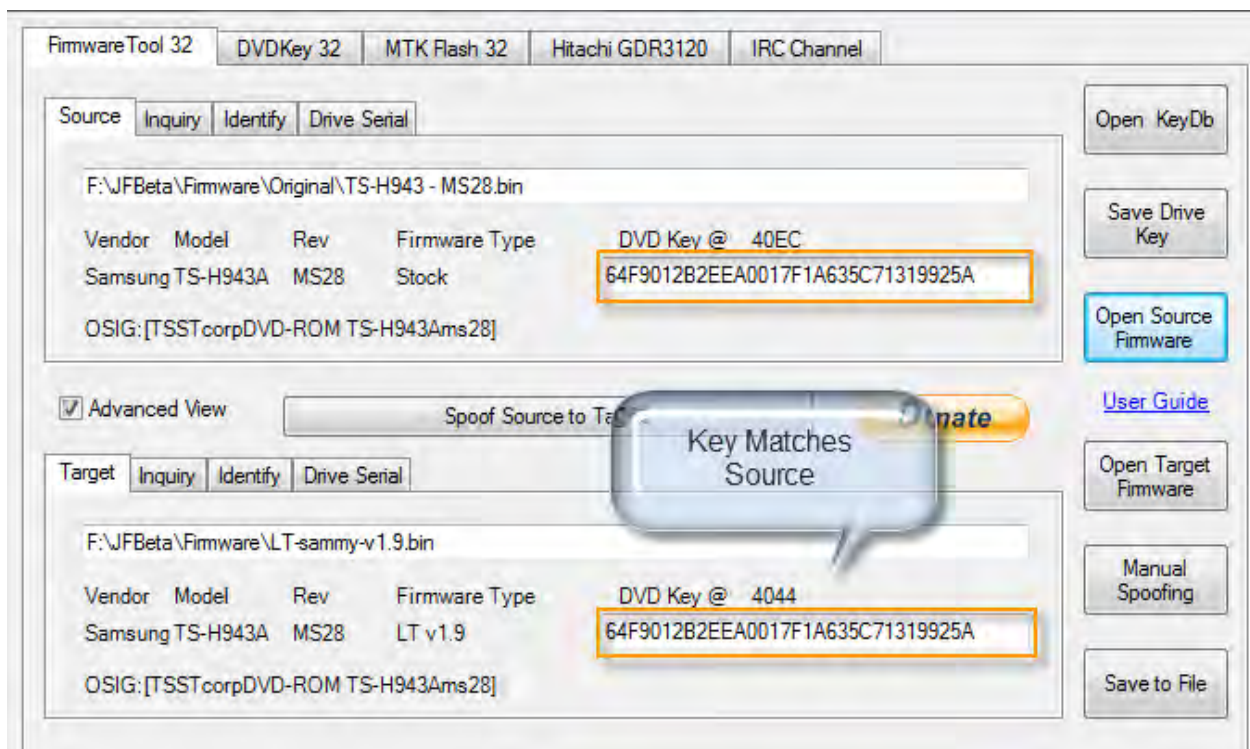 FirmwareTool 32 DVDKey 32 MTK Flash 32 Hitachi GDR3120 IRC Channel
Source Inquiry Identify Drive Serial
F:\JFBeta\Firmware\Original\TS-H943 - MS28.bin
Vendor Model Rev Firmware Type DVD Key @ 40EC
Samsung TS-H943A MS28 Stock 64F9012B2EEA0017F1A635C71319925A
OSIG:[TSSTcorpDVD-ROM TS-H943Ams28]
Advanced View
Spoof Source to
Key Matches
Source
Target Inquiry Identify Drive Serial
F:\JFBeta\Firmware\LT-sammy-v1.9.bin
Vendor Model Rev Firmware Type DVD Key @ 4044
Samsung TS-H943A MS28 LT v1.9 64F9012B2EEA0017F1A635C71319925A
OSIG:[TSSTcorpDVD-ROM TS-H943Ams28]
Open KeyDb
Save Drive
Key
Open Source
Firmware
User Guide
Open Target
Firmware
Manual
Spoofing
Save to File